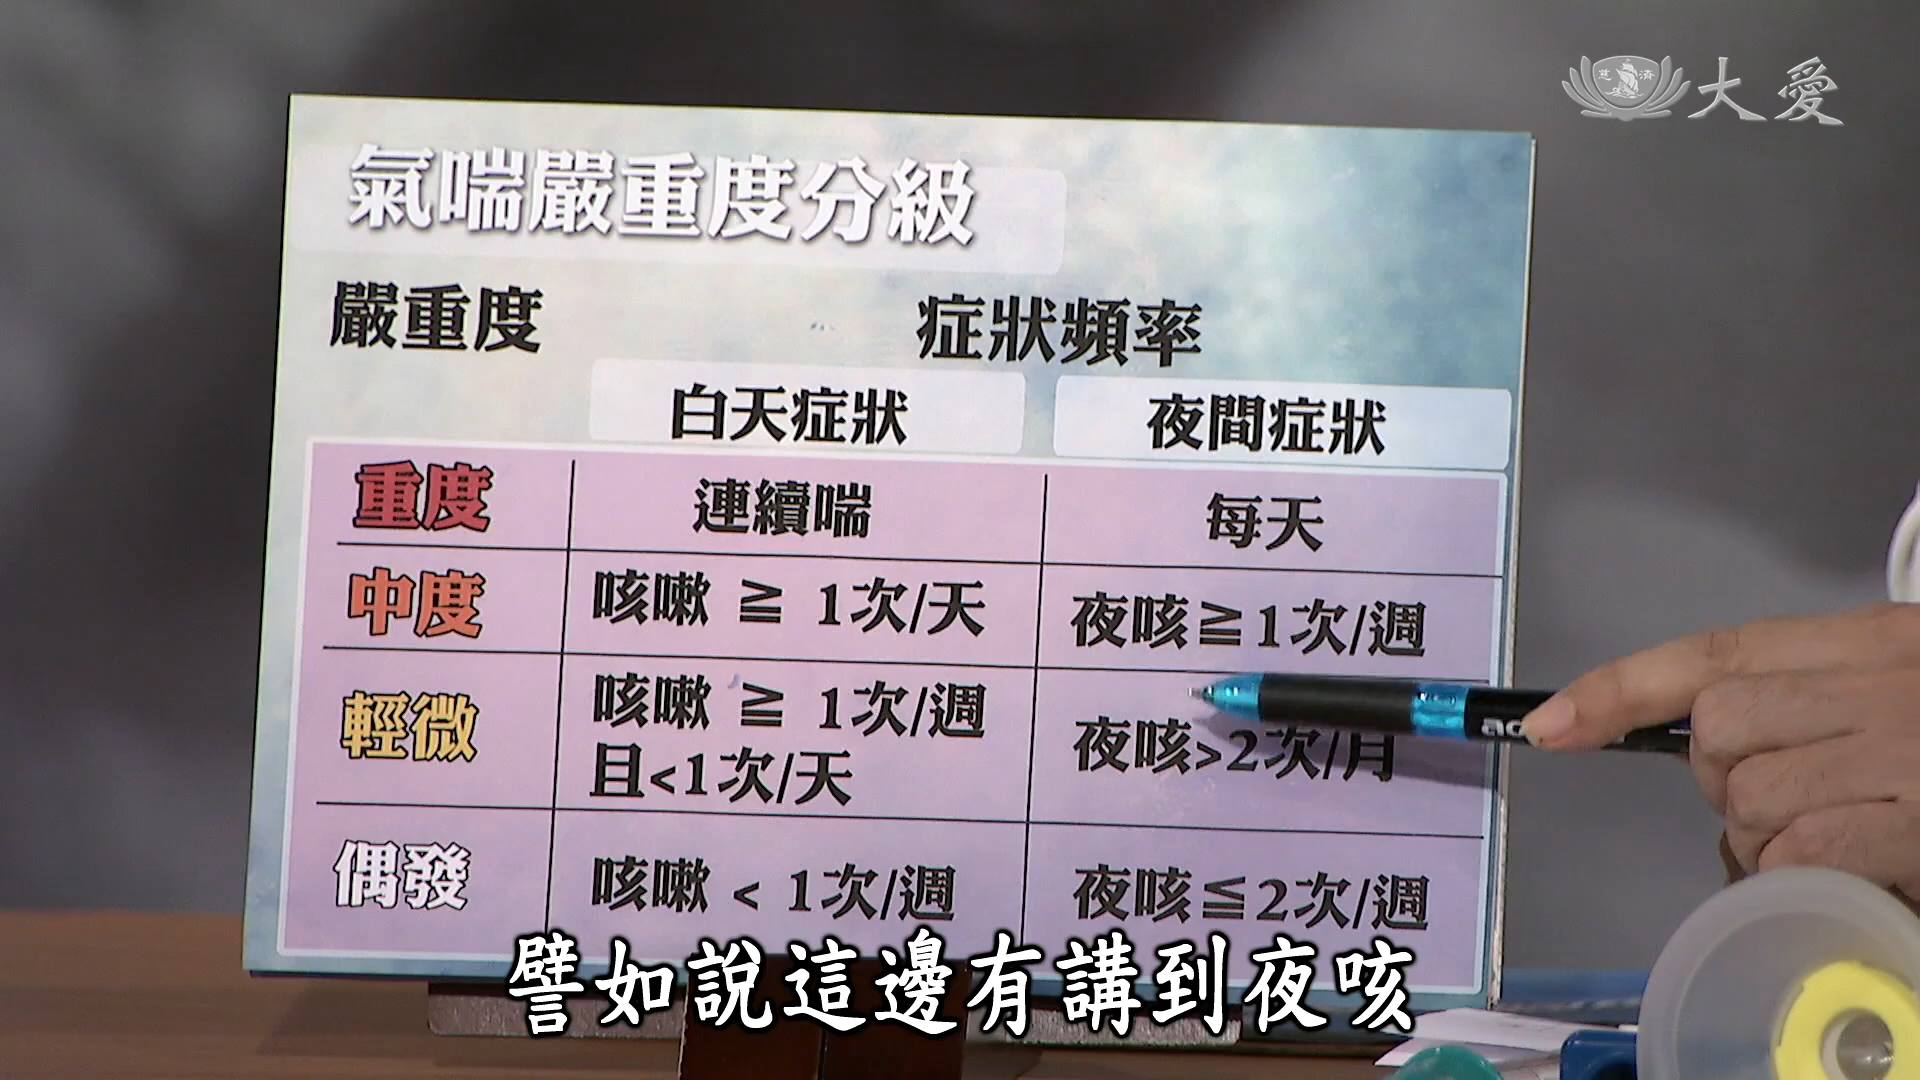 慈濟
大愛
氣喘嚴重度分級
嚴重度 症狀頻率
白天症狀 夜間症狀
重度 連續喘 每天
中度 咳嗽 ≧ 1次/天 夜咳≧1次/週
輕微 咳嗽 ≧ 1次/週 夜咳>2次/月
且<1次/天
偶發 咳嗽 < 1次/週 夜咳≦2次/週
譬如說這邊有講到夜咳